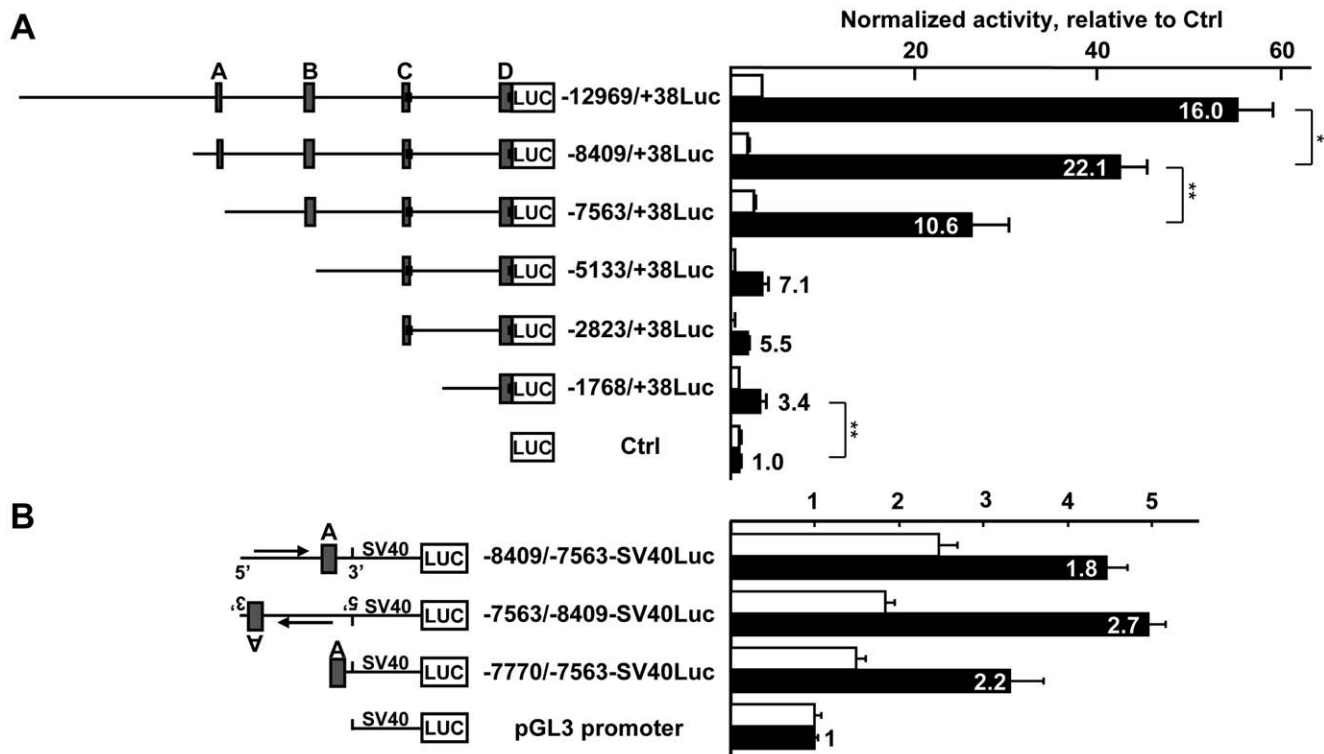 A
Normalized activity, relative to Ctrl
20 40 60
A B C D
LUC -12969/+38Luc 16.0
*
LUC -8409/+38Luc 22.1
**
LUC -7563/+38Luc 10.6
LUC -5133/+38Luc 7.1
LUC -2823/+38Luc 5.5
LUC -1768/+38Luc 3.4
**
LUC Ctrl 1.0
B
1 2 3 4 5
A SV40 LUC -8409/-7563-SV40Luc 1.8
5' 3'
3' 5' SV40 LUC -7563/-8409-SV40Luc 2.7
A
A SV40 LUC -7770/-7563-SV40Luc 2.2
SV40 LUC pGL3 promoter 1